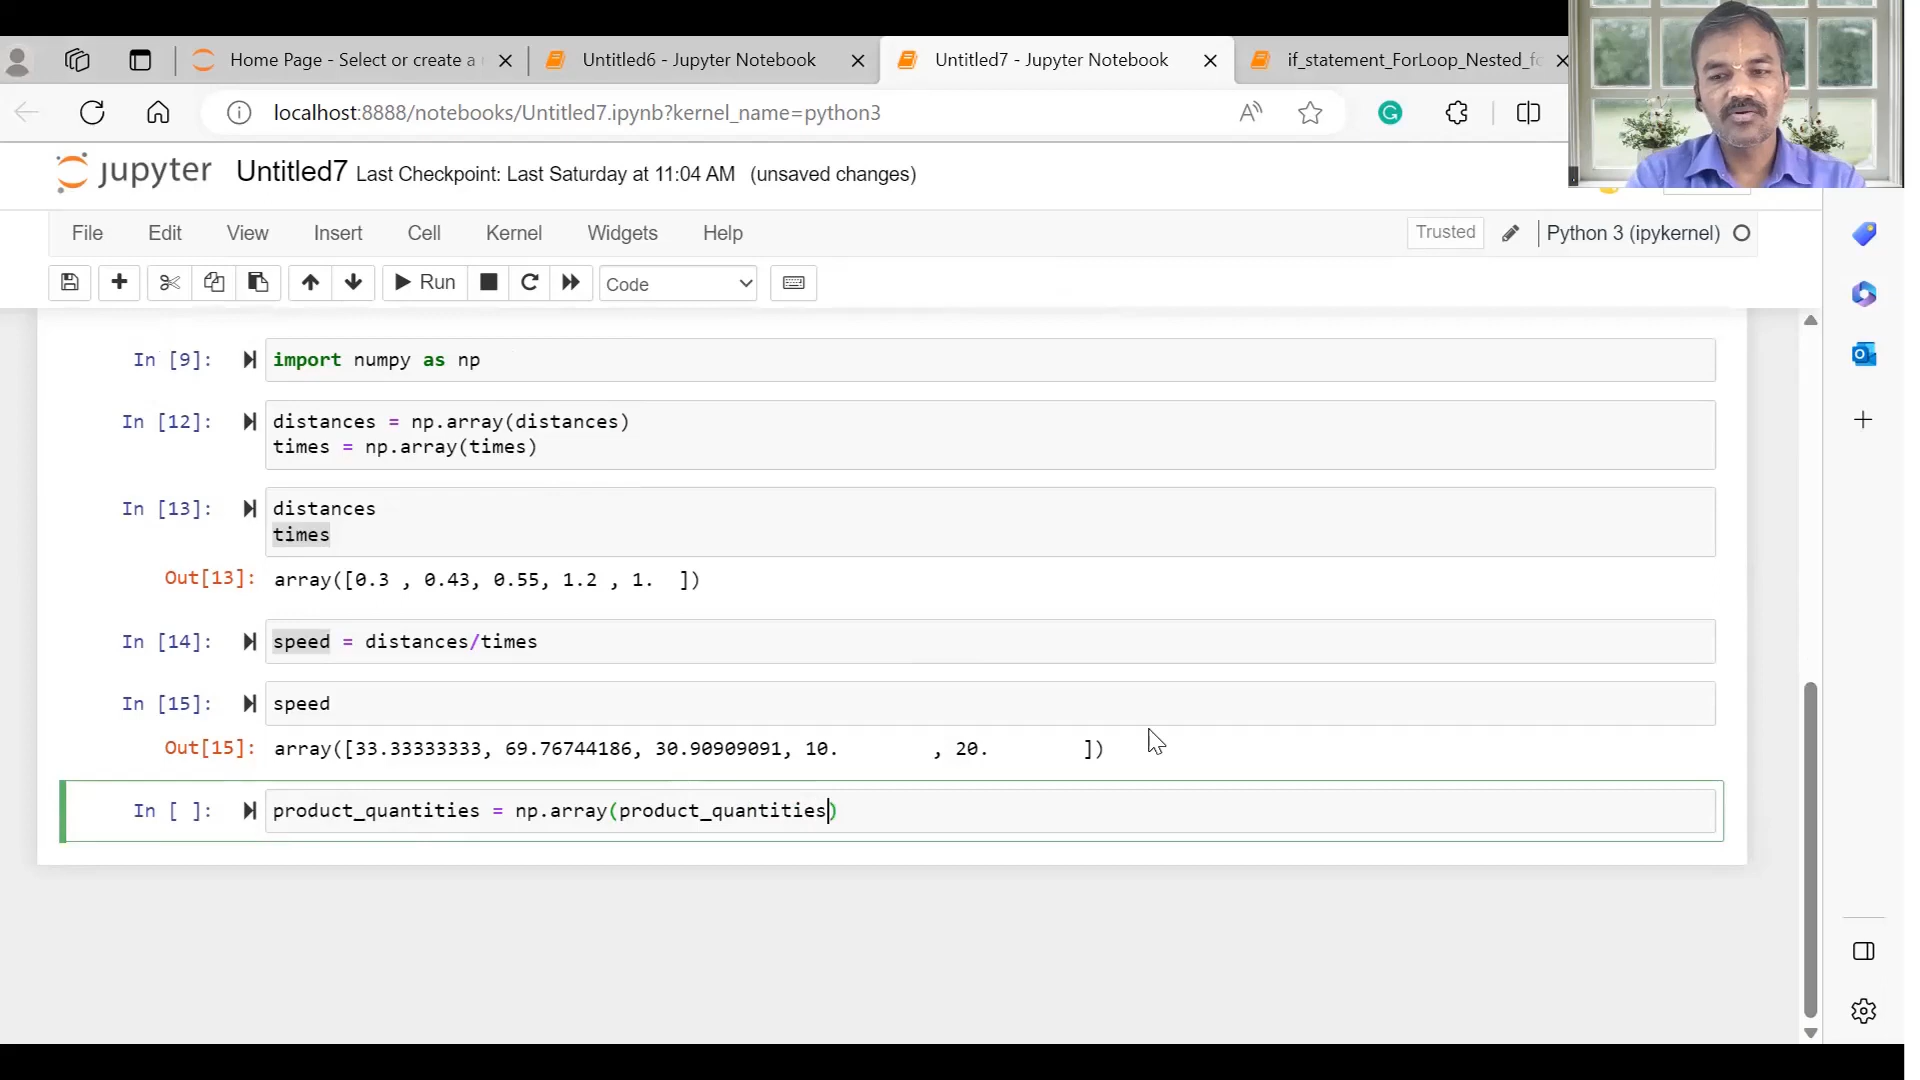 Home Page - Select or create a
Untitled6 - Jupyter Notebook
Untitled7 - Jupyter Notebook
if_statement_ForLoop_Nested_fo
localhost:8888/notebooks/Untitled7.ipynb?kernel_name=python3
jupyter Untitled7 Last Checkpoint: Last Saturday at 11:04 AM (unsaved changes)
File Edit View Insert Cell Kernel Widgets Help
Trusted
Python 3 (ipykernel)
Run
Code
In [9]: import numpy as np
In [12]: distances = np.array(distances)
times = np.array(times)
In [13]: distances
times
Out[13]: array([0.3 , 0.43, 0.55, 1.2 , 1.  ])
In [14]: speed = distances/times
In [15]: speed
Out[15]: array([33.33333333, 69.76744186, 30.90909091, 10.        , 20.        ])
In [ ]: product_quantities = np.array(product_quantities)